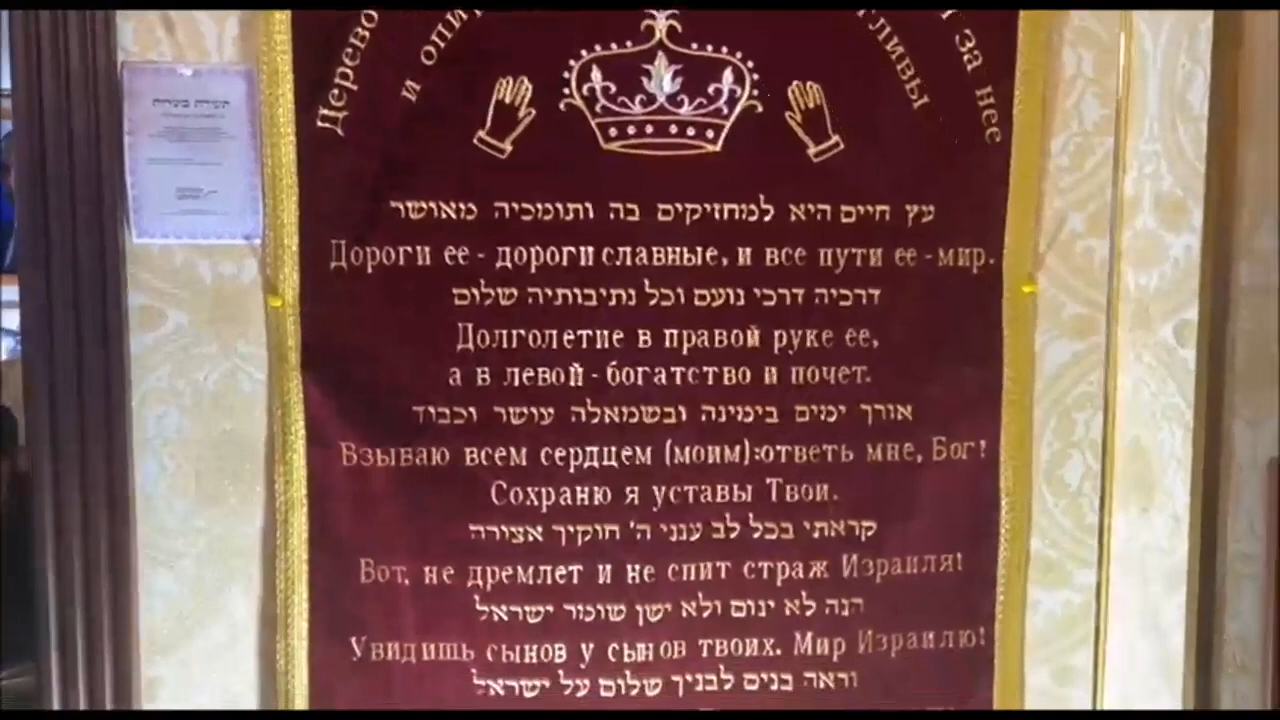 Дерево
за нее
и опи
тливы
עץ חיים היא למחזיקים בה ותומכיה מאושר
Дороги ее - дороги славные, и все пути ее - мир.
דרכיה דרכי נועם וכל נתיבותיה שלום
Долголетие в правой руке ее,
а в левой - богатство и почет.
אורך ימים בימינה ובשמאלה עושר וכבוד
Взываю всем сердцем (моим):ответь мне, Бог!
Сохраню я уставы Твои.
קראתי בכל לב ענני ה' חוקיך אצורה
Вот, не дремлет и не спит страж Израиля!
הנה לא ינום ולא ישן שומר ישראל
Увидишь сынов у сынов твоих. Мир Израилю!
וראה בנים לבניך שלום על ישראל